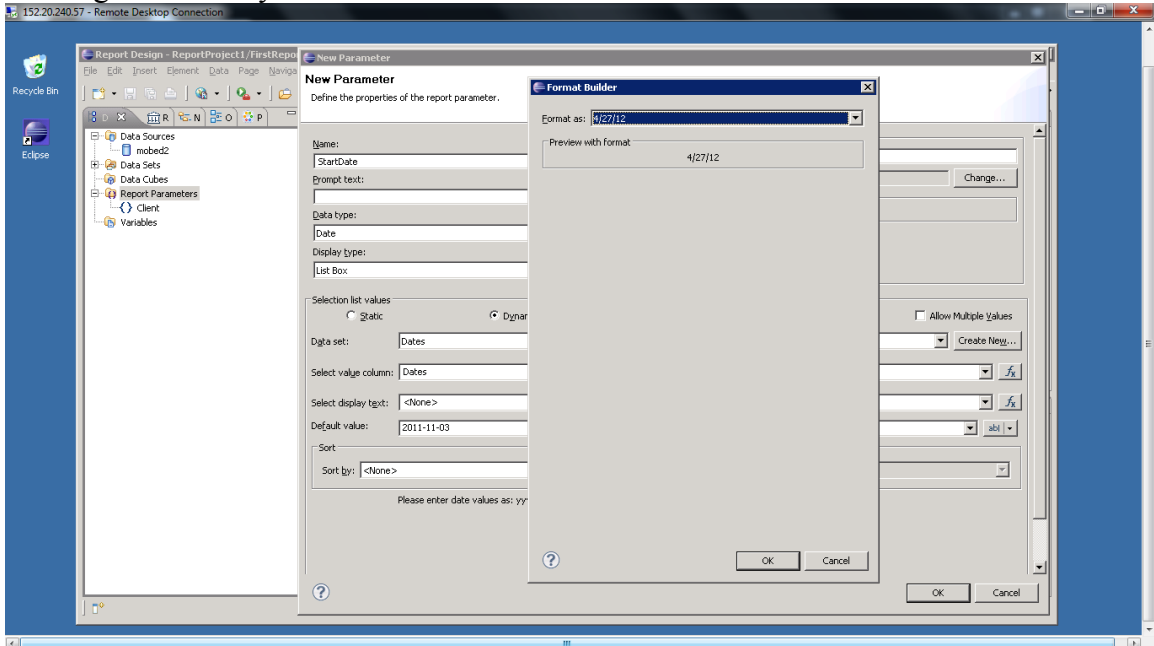 152.20.240.57 - Remote Desktop Connection
Recycle Bin
Eclipse
Report Design - ReportProject1/FirstRepo
File Edit Insert Element Data Page Naviga
D R N O P
Data Sources
mobed2
Data Sets
Data Cubes
Report Parameters
Client
Variables
New Parameter
New Parameter
Define the properties of the report parameter.
Name:
StartDate
Prompt text:
Data type:
Date
Display type:
List Box
Change...
Selection list values
Static
Dynar
Allow Multiple Values
Data set:
Dates
Create New...
Select value column:
Dates
fx
Select display text:
<None>
fx
Default value:
2011-11-03
ab|
Sort
Sort by:
<None>
Please enter date values as: yy
OK
Cancel
Format Builder
Format as:
4/27/12
Preview with format
4/27/12
OK
Cancel